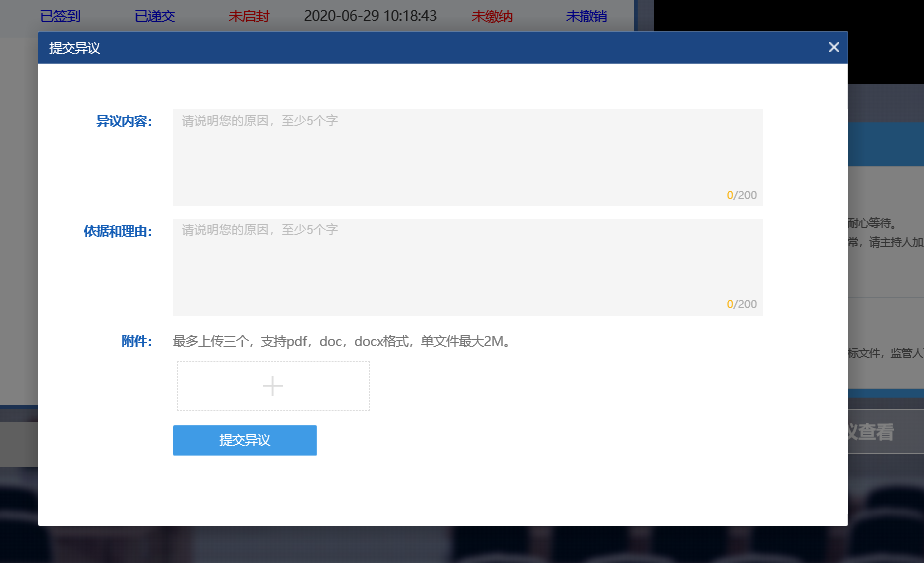 已签到 已递交 未启封 2020-06-29 10:18:43 未缴纳 未撤销
提交异议
异议内容：
请说明您的原因，至少5个字
0/200
依据和理由：
请说明您的原因，至少5个字
0/200
附件：
最多上传三个，支持pdf，doc，docx格式，单文件最大2M。
提交异议
耐心等待。
常，请主持人加
标文件，监管人
议查看